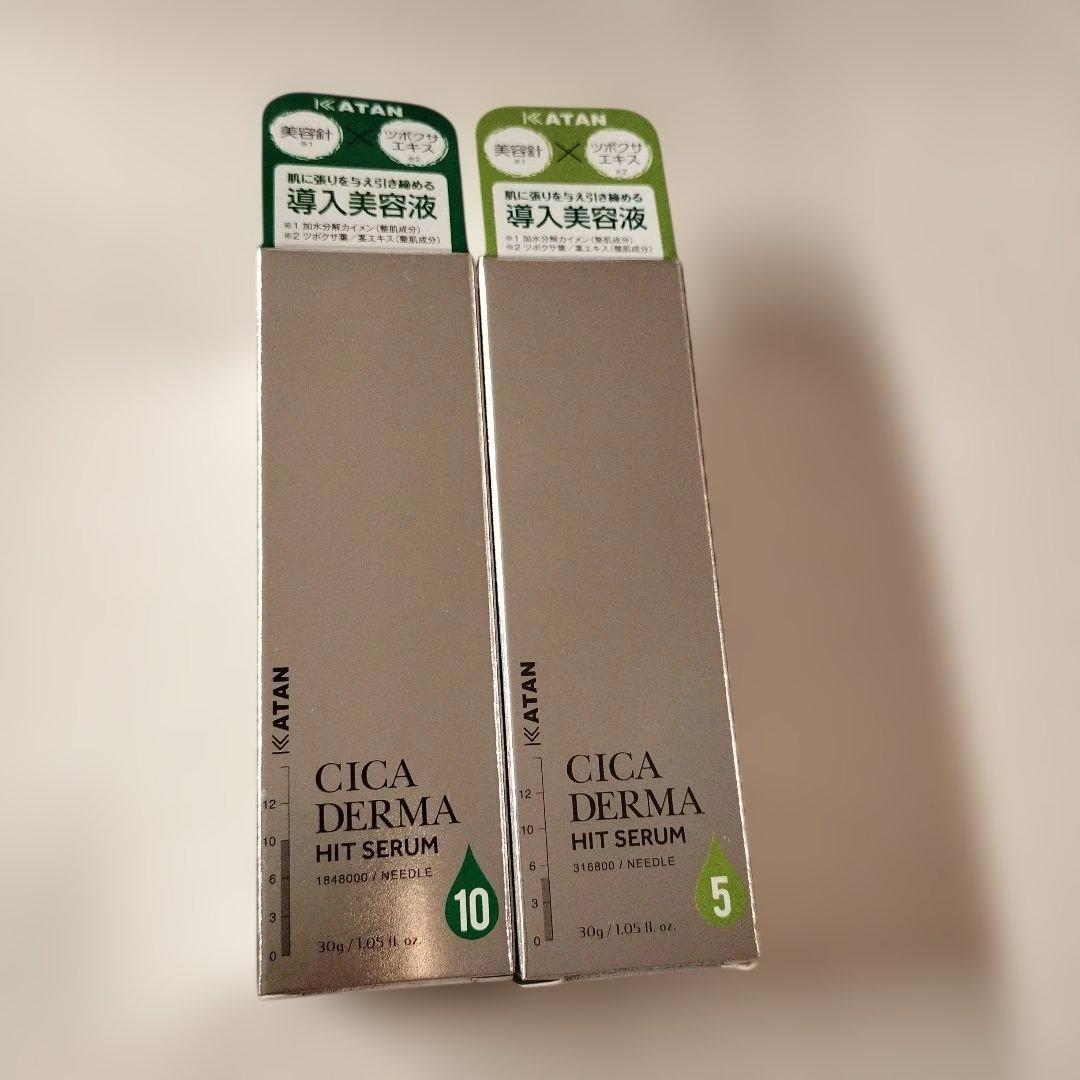 KATAN
美容針
※1
×
ツボクサ
エキス
※2
肌に張りを与え引き締める
導入美容液
※1 加水分解カイメン(整肌成分)
※2 ツボクサ葉/茎エキス(整肌成分)
KATAN
12
10
6
3
0
CICA
DERMA
HIT SERUM
1848000 / NEEDLE
10
30g / 1.05 fl. oz.
KATAN
美容針
※1
×
ツボクサ
エキス
※2
肌に張りを与え引き締める
導入美容液
※1 加水分解カイメン(整肌成分)
※2 ツボクサ葉/茎エキス(整肌成分)
KATAN
12
10
6
3
0
CICA
DERMA
HIT SERUM
316800 / NEEDLE
5
30g / 1.05 fl. oz.